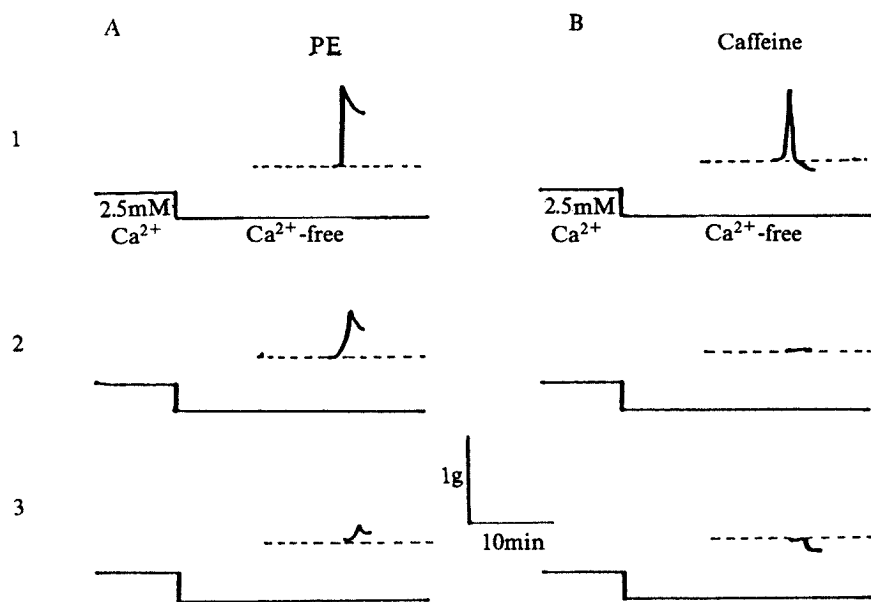 A
B
PE
Caffeine
1
2.5mM
2.5mM
Ca²⁺
Ca²⁺-free
Ca²⁺
Ca²⁺-free
2
3
1g
10min